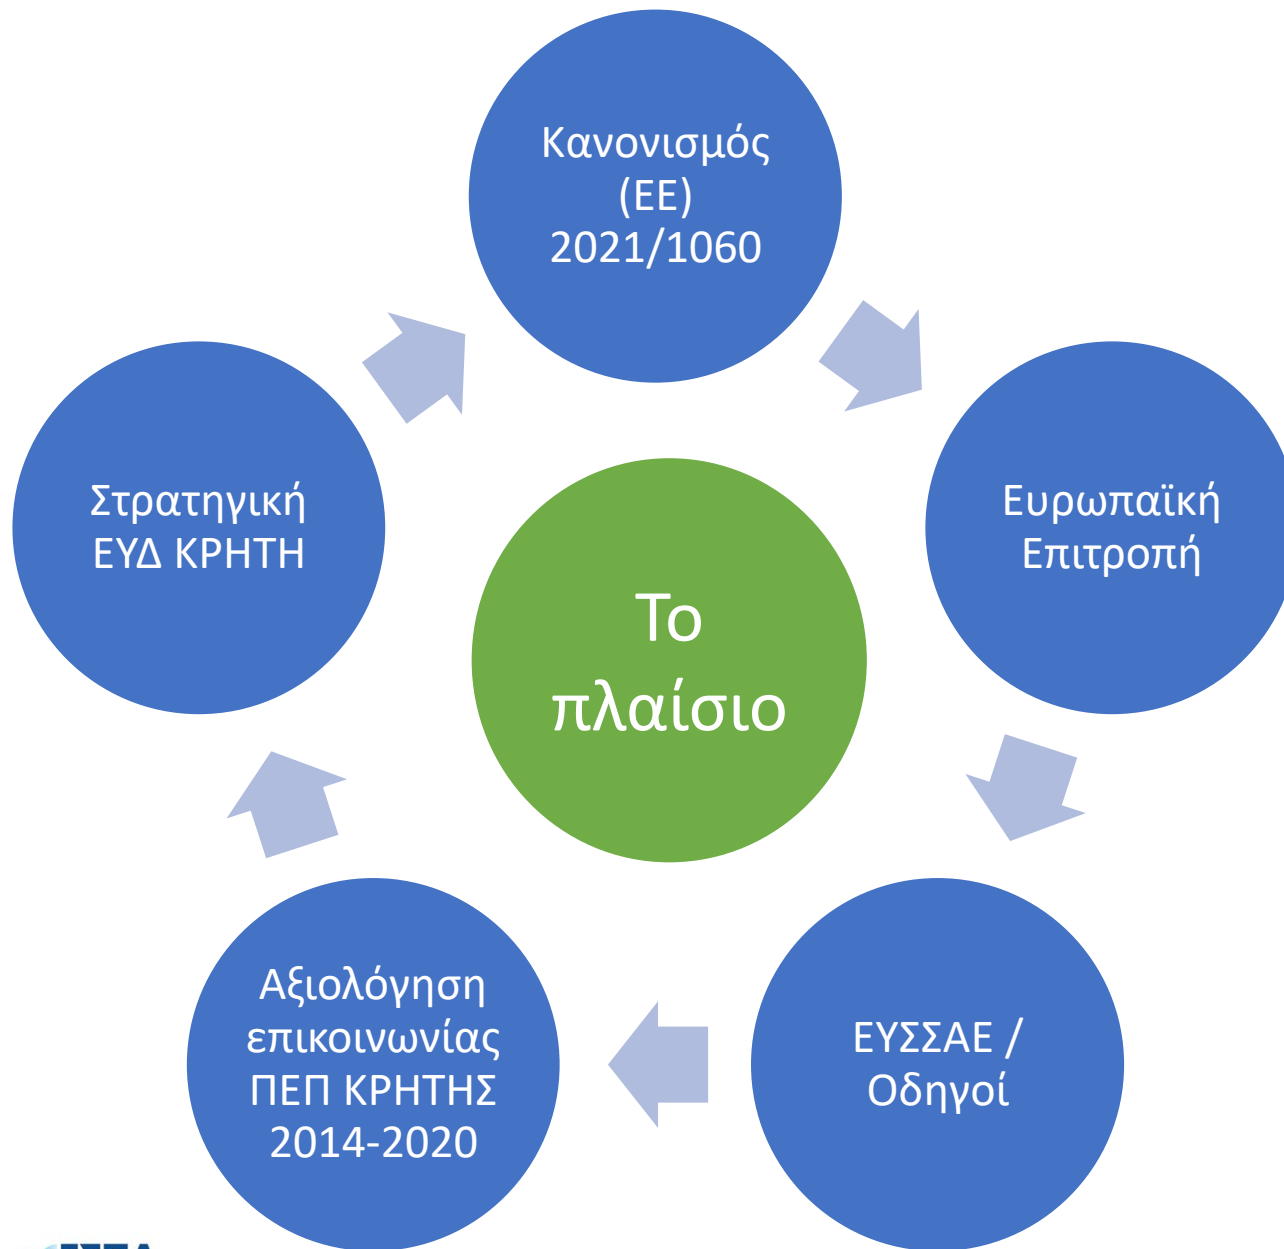 Κανονισμός
(ΕΕ)
2021/1060
Ευρωπαϊκή
Επιτροπή
ΕΥΣΣΑΕ /
Οδηγοί
Αξιολόγηση
επικοινωνίας
ΠΕΠ ΚΡΗΤΗΣ
2014-2020
Στρατηγική
ΕΥΔ ΚΡΗΤΗ
Το
πλαίσιο